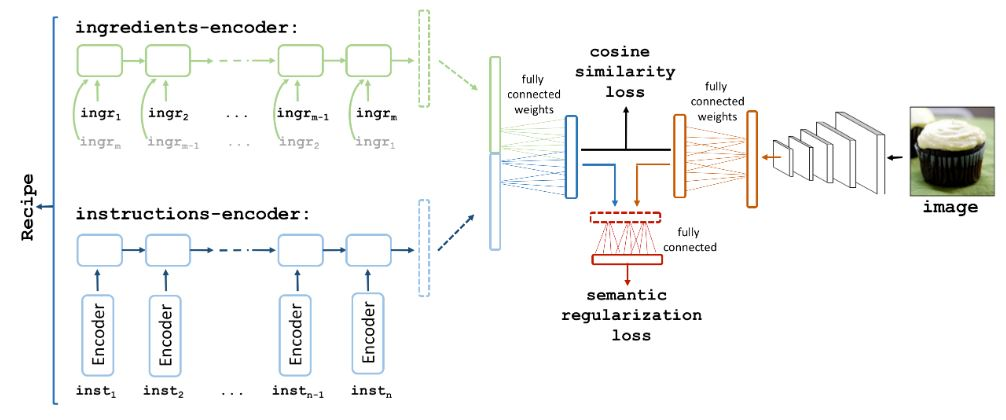 Recipe
ingredients-encoder:
ingr1 ingr2 ... ingrm-1 ingrm
ingrm ingrm-1 ... ingr2 ingr1
instructions-encoder:
Encoder Encoder Encoder Encoder
inst1 inst2 ... instn-1 instn
fully
connected
weights
cosine
similarity
loss
fully
connected
weights
image
fully
connected
semantic
regularization
loss